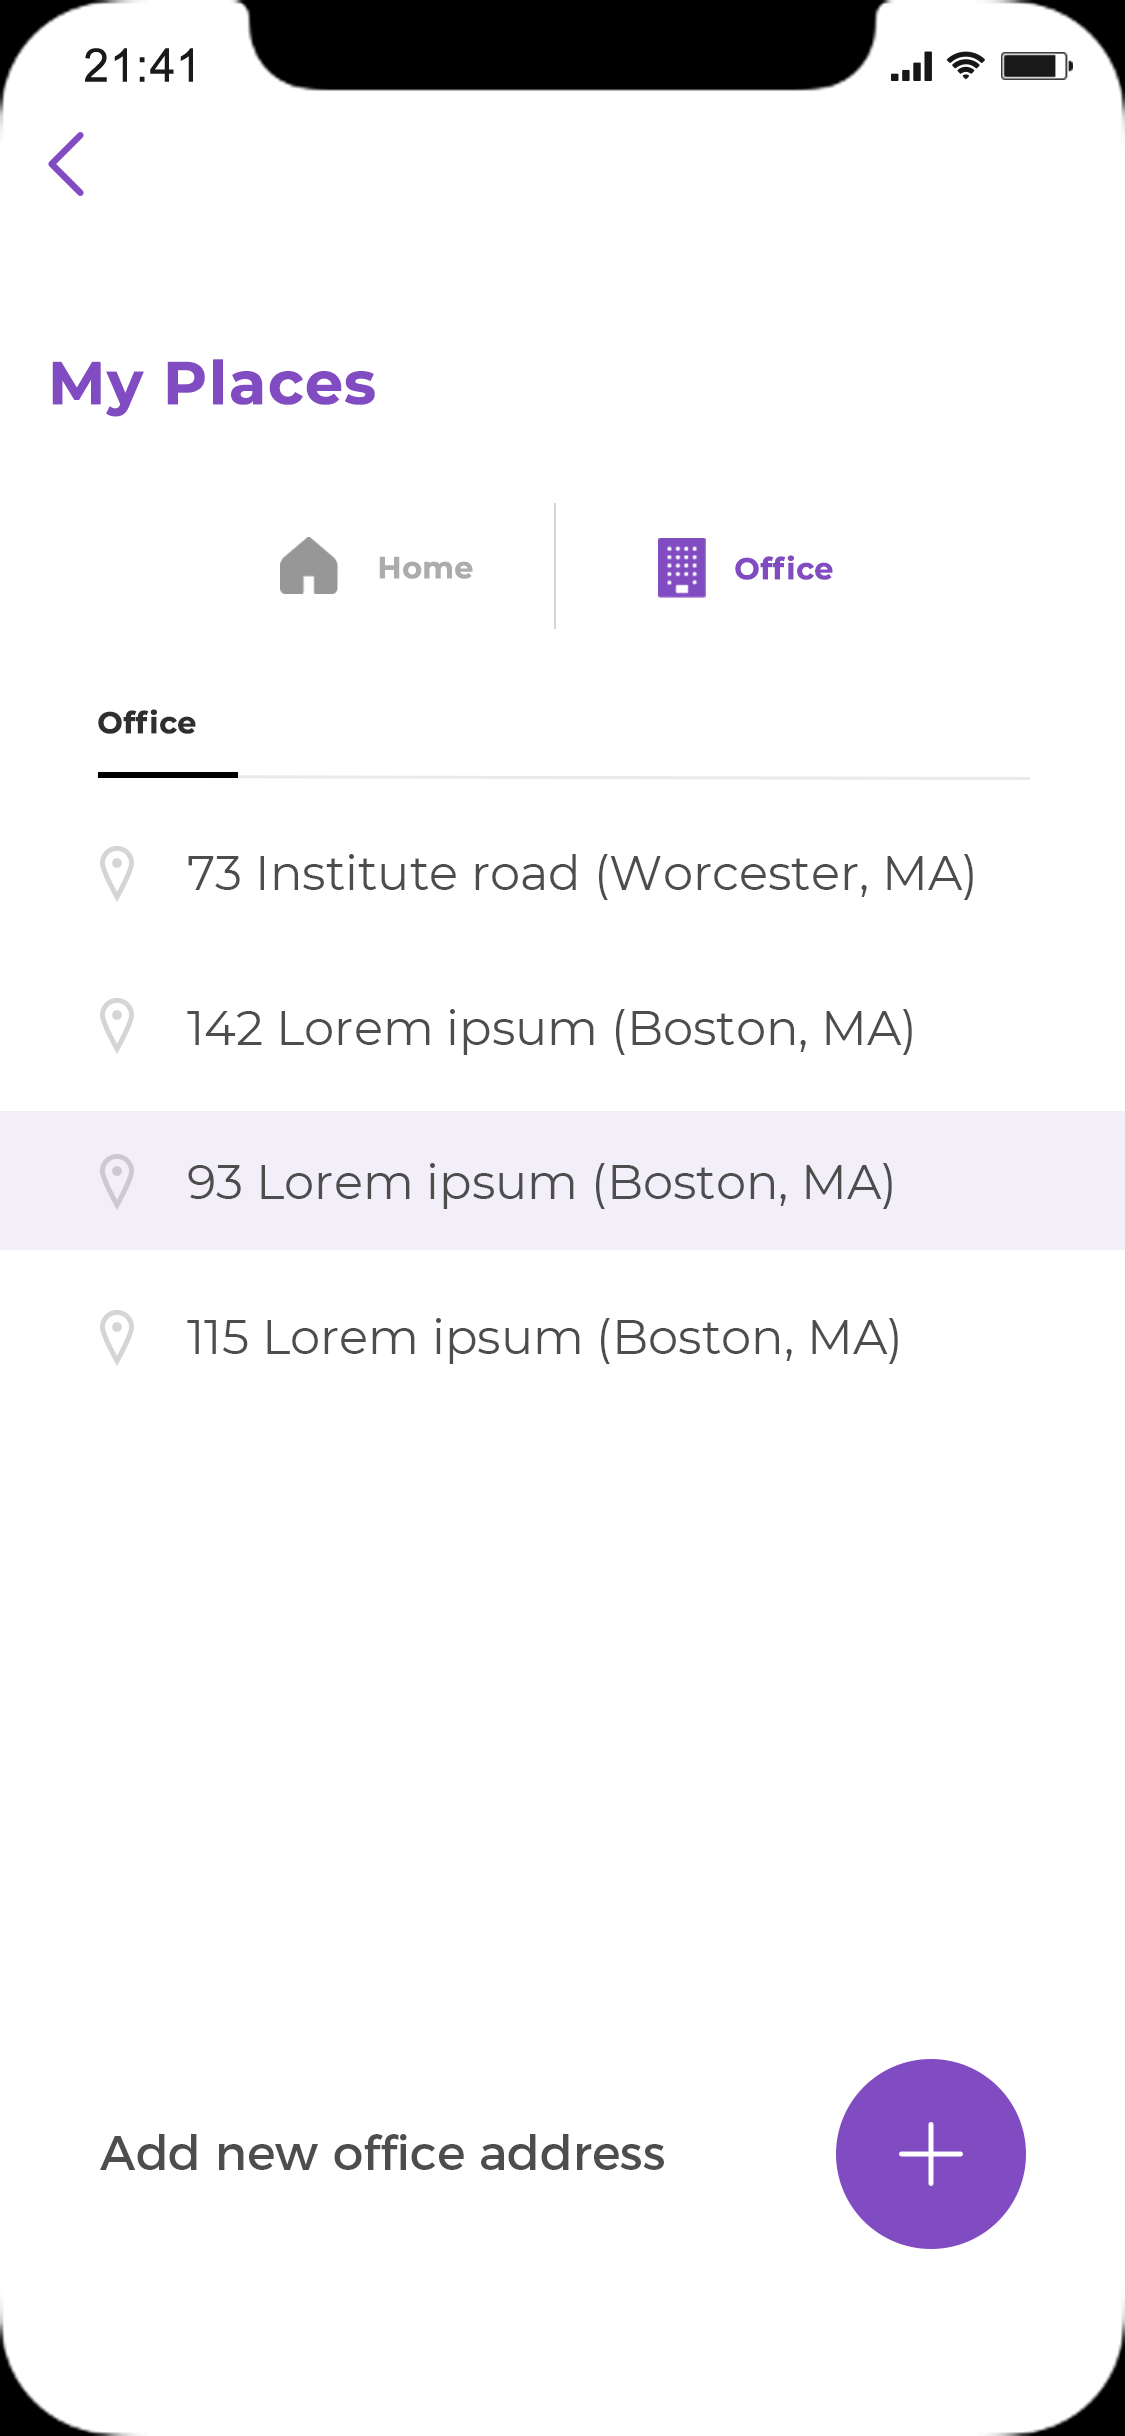 21:41
My Places
Home
Office
Office
73 Institute road (Worcester, MA)
142 Lorem ipsum (Boston, MA)
93 Lorem ipsum (Boston, MA)
115 Lorem ipsum (Boston, MA)
Add new office address